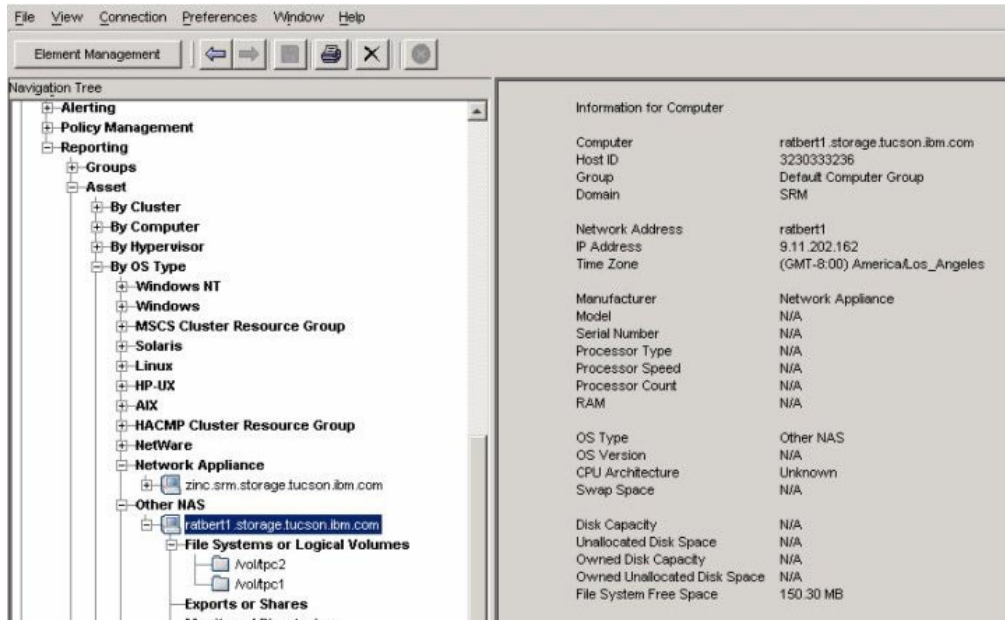 File View Connection Preferences Window Help
Element Management
Navigation Tree
Alerting
Policy Management
Reporting
Groups
Asset
By Cluster
By Computer
By Hypervisor
By OS Type
Windows NT
Windows
MSCS Cluster Resource Group
Solaris
Linux
HP-UX
AIX
HACMP Cluster Resource Group
NetWare
Network Appliance
zinc.srm.storage.tucson.ibm.com
Other NAS
ratbert1.storage.tucson.ibm.com
File Systems or Logical Volumes
/vol/tpc2
/vol/tpc1
Exports or Shares
Information for Computer
Computer ratbert1.storage.tucson.ibm.com
Host ID 3230333236
Group Default Computer Group
Domain SRM
Network Address ratbert1
IP Address 9.11.202.162
Time Zone (GMT-8:00) America/Los_Angeles
Manufacturer Network Appliance
Model N/A
Serial Number N/A
Processor Type N/A
Processor Speed N/A
Processor Count N/A
RAM N/A
OS Type Other NAS
OS Version N/A
CPU Architecture Unknown
Swap Space N/A
Disk Capacity N/A
Unallocated Disk Space N/A
Owned Disk Capacity N/A
Owned Unallocated Disk Space N/A
File System Free Space 150.30 MB